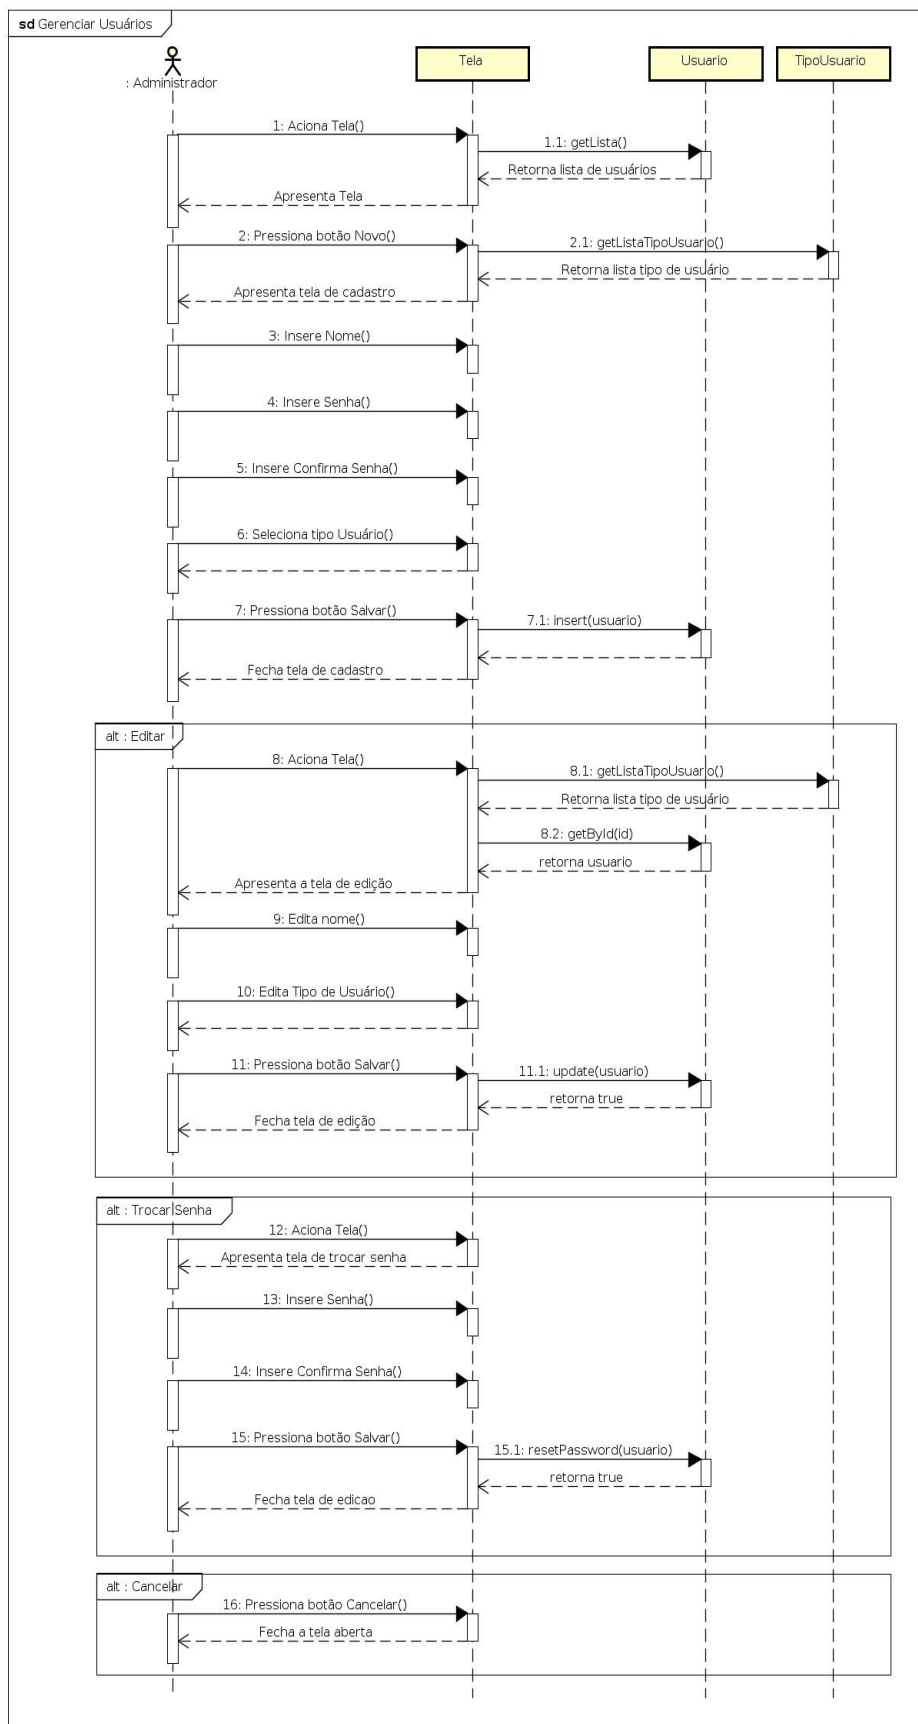 sd Gerenciar Usuários
: Administrador
Tela
Usuario
TipoUsuario
1: Aciona Tela()
1.1: getLista()
Retorna lista de usuários
Apresenta Tela
2: Pressiona botão Novo()
2.1: getListaTipoUsuario()
Retorna lista tipo de usuário
Apresenta tela de cadastro
3: Insere Nome()
4: Insere Senha()
5: Insere Confirma Senha()
6: Seleciona tipo Usuário()
7: Pressiona botão Salvar()
7.1: insert(usuario)
Fecha tela de cadastro
alt : Editar
8: Aciona Tela()
8.1: getListaTipoUsuario()
Retorna lista tipo de usuário
8.2: getById(id)
retorna usuario
Apresenta a tela de edição
9: Edita nome()
10: Edita Tipo de Usuário()
11: Pressiona botão Salvar()
11.1: update(usuario)
retorna true
Fecha tela de edição
alt : Trocar Senha
12: Aciona Tela()
Apresenta tela de trocar senha
13: Insere Senha()
14: Insere Confirma Senha()
15: Pressiona botão Salvar()
15.1: resetPassword(usuario)
retorna true
Fecha tela de edicao
alt : Cancelar
16: Pressiona botão Cancelar()
Fecha a tela aberta